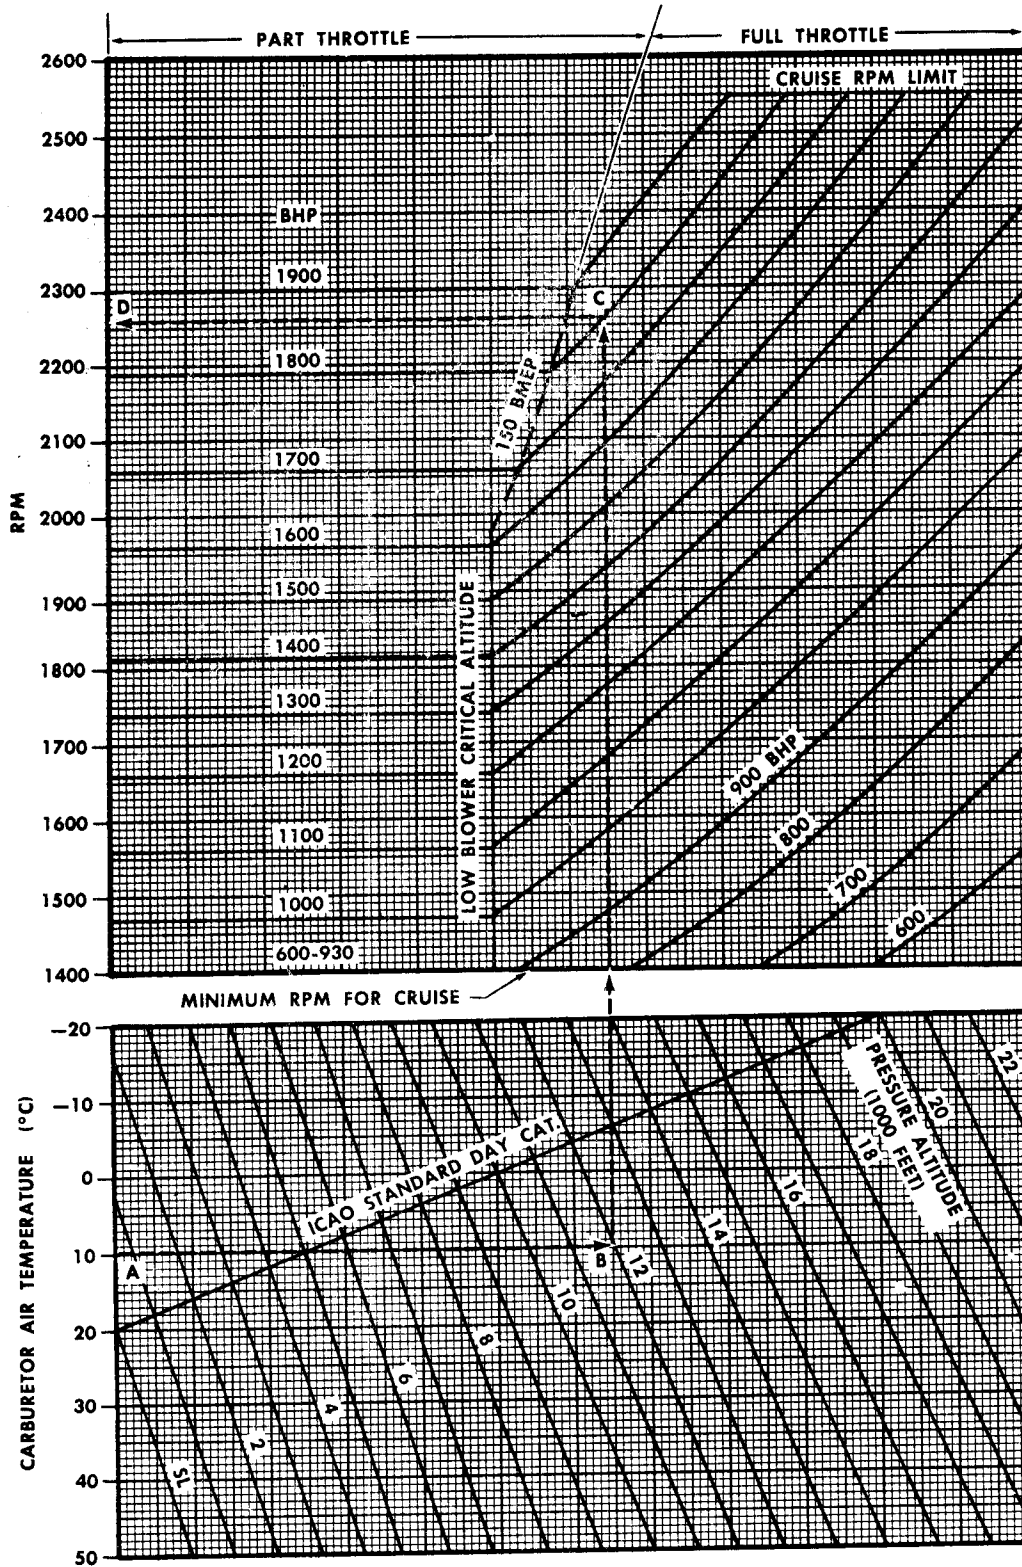 PART THROTTLE
FULL THROTTLE
2600
CRUISE RPM LIMIT
2500
2400
BHP
1900
2300
C
D
1800
2200
150 BMEP
2100
1700
RPM
2000
1600
1500
1900
LOW BLOWER CRITICAL ALTITUDE
1400
1800
1300
1700
1200
900 BHP
1600
1100
800
700
1500
1000
600
600-930
1400
MINIMUM RPM FOR CRUISE
-20
PRESSURE ALTITUDE
(1000 FEET)
22
20
CARBURETOR AIR TEMPERATURE (°C)
-10
ICAO STANDARD DAY CAT.
18
0
16
14
10
A
B
12
10
20
8
6
30
4
2
SL
40
50